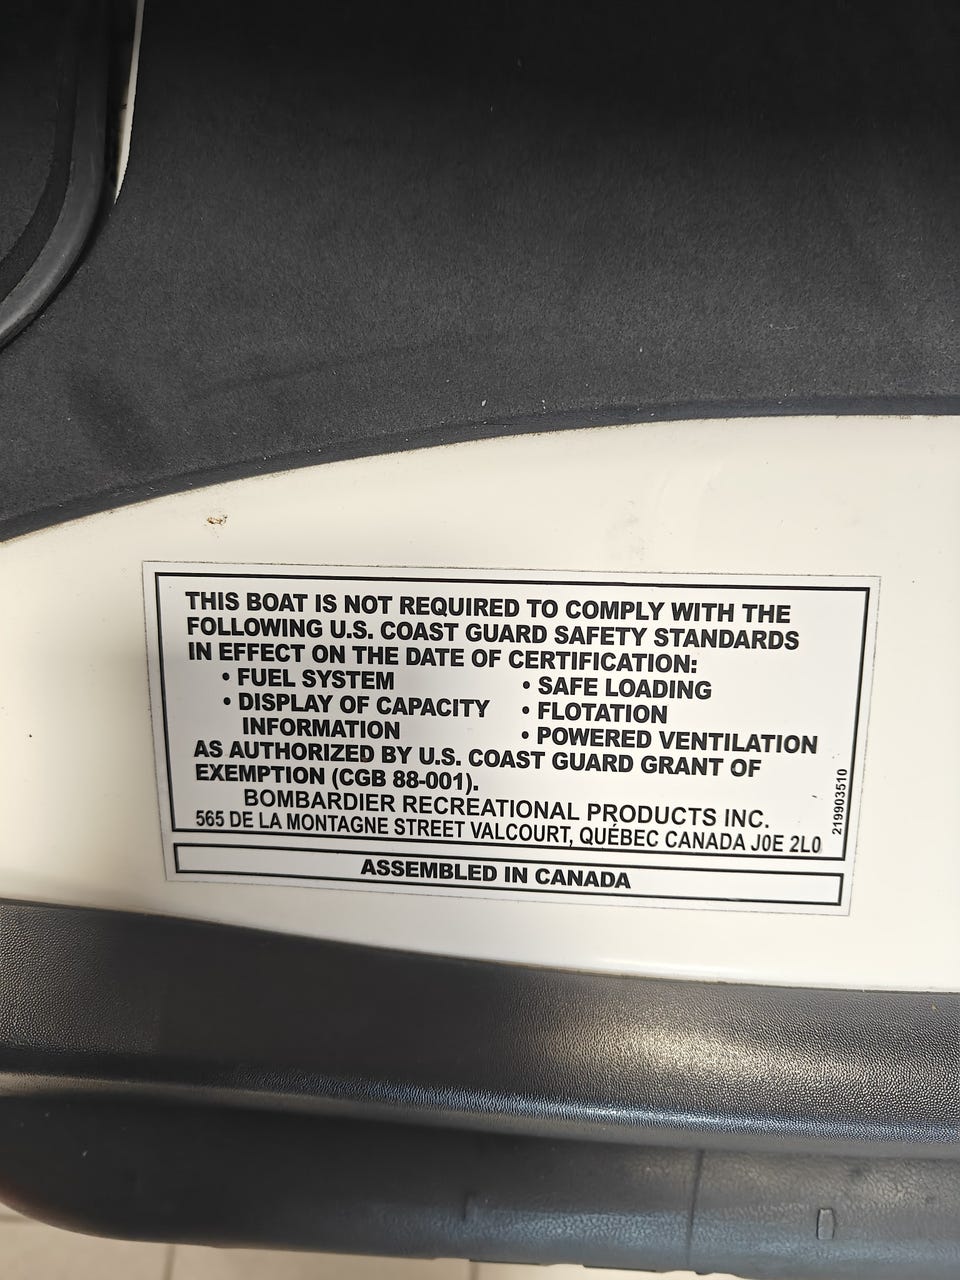 THIS BOAT IS NOT REQUIRED TO COMPLY WITH THE
FOLLOWING U.S. COAST GUARD SAFETY STANDARDS
IN EFFECT ON THE DATE OF CERTIFICATION:
• FUEL SYSTEM
• DISPLAY OF CAPACITY
INFORMATION
• SAFE LOADING
• FLOTATION
• POWERED VENTILATION
AS AUTHORIZED BY U.S. COAST GUARD GRANT OF
EXEMPTION (CGB 88-001).
BOMBARDIER RECREATIONAL PRODUCTS INC.
565 DE LA MONTAGNE STREET VALCOURT, QUÉBEC CANADA J0E 2L0
219903510
ASSEMBLED IN CANADA